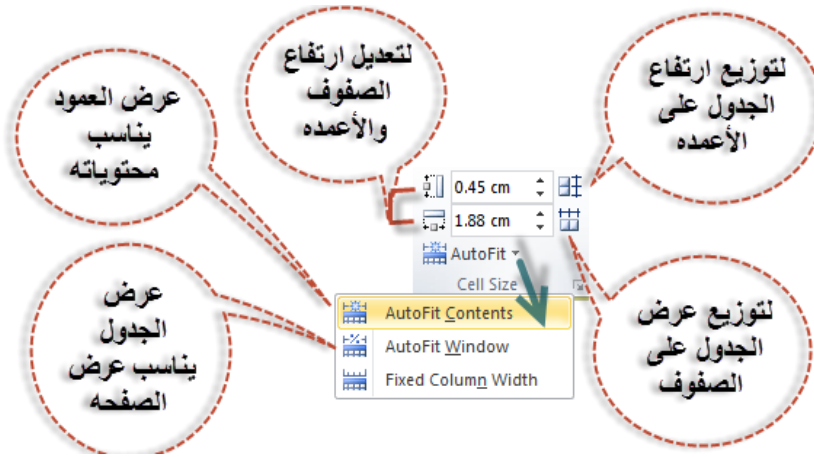 لتعديل ارتفاع
الصفوف
والأعمده
لتوزيع ارتفاع
الجدول على
الأعمده
عرض العمود
يناسب
محتوياته
0.45 cm
1.88 cm
AutoFit
Cell Size
AutoFit Contents
AutoFit Window
Fixed Column Width
عرض
الجدول
يناسب عرض
الصفحه
لتوزيع عرض
الجدول على
الصفوف